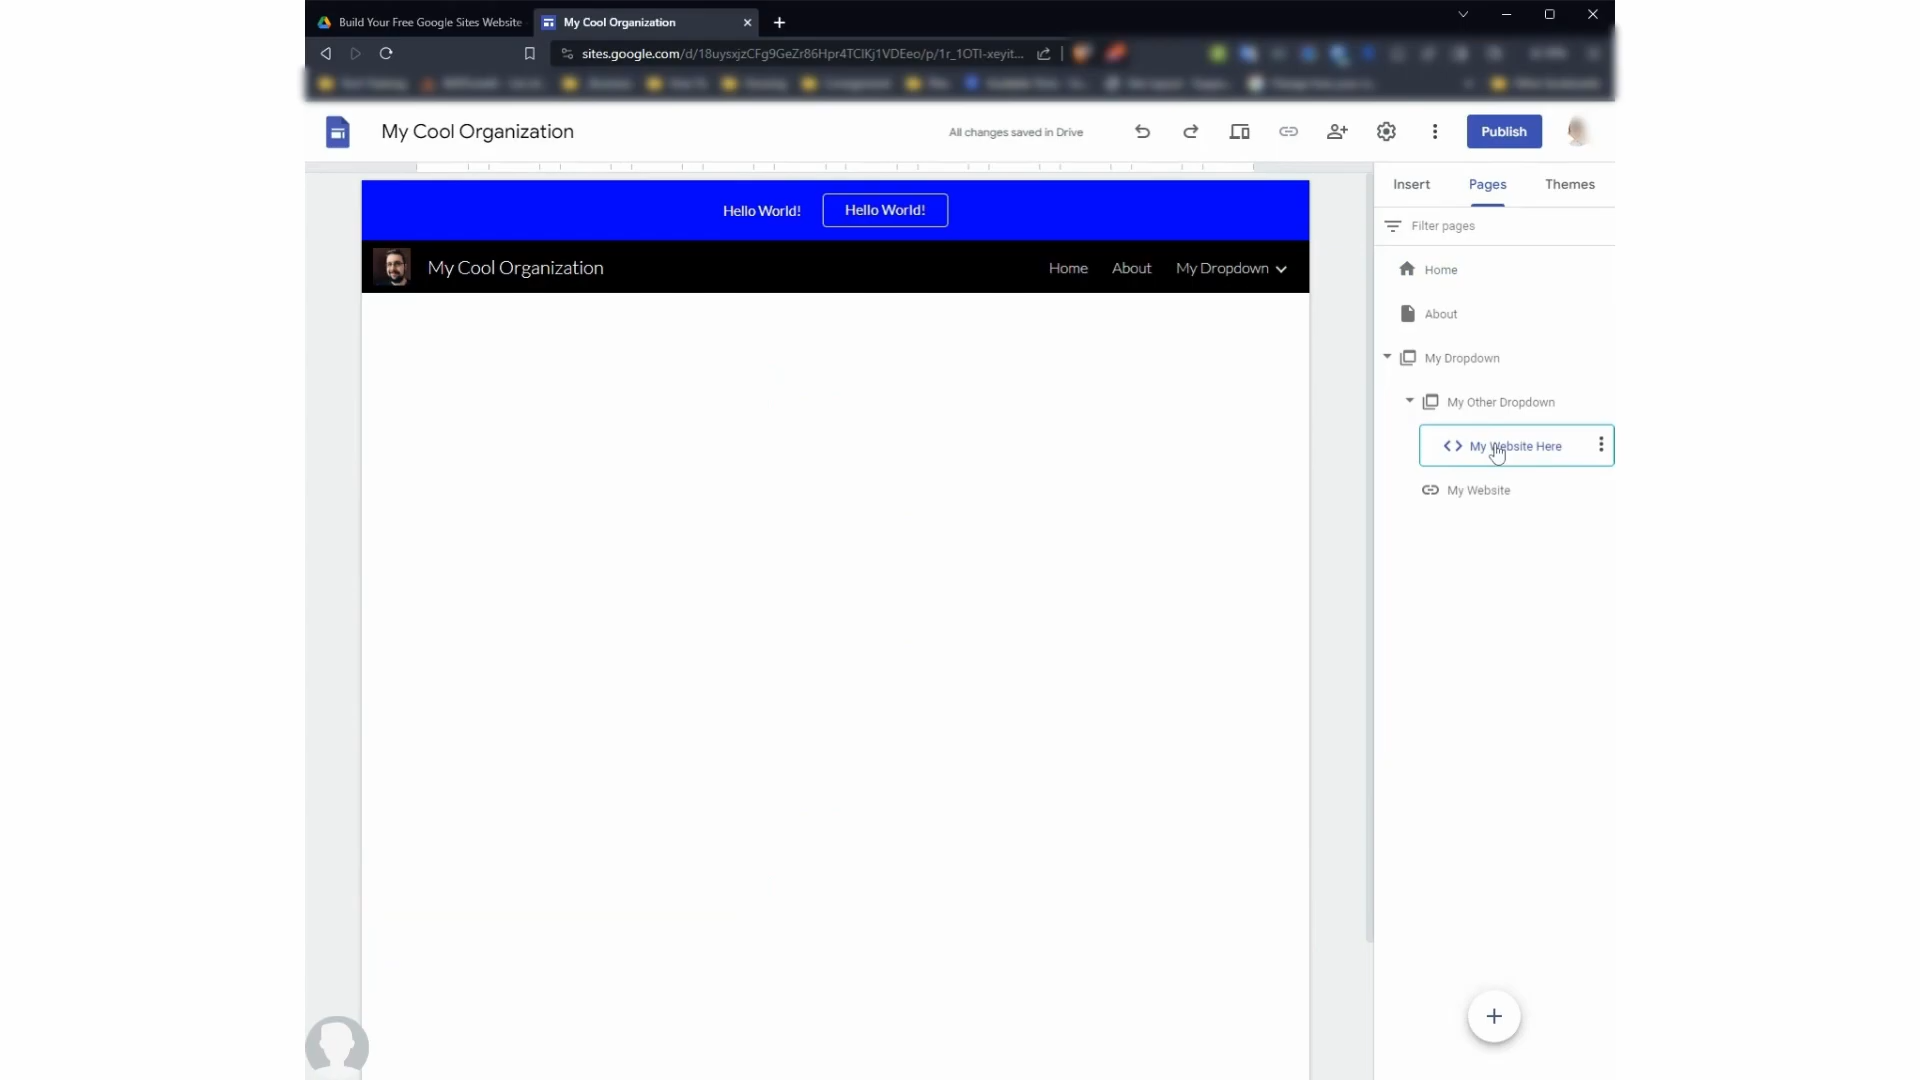 Build Your Free Google Sites Website
My Cool Organization
sites.google.com/d/18uysxjzCFg9GeZr86Hpr4TClKj1VDEeo/p/1r_1OTI-xeyit...
My Cool Organization
All changes saved in Drive
Publish
Insert
Pages
Themes
Hello World!
Hello World!
Filter pages
My Cool Organization
Home
About
My Dropdown
Home
About
My Dropdown
My Other Dropdown
My Website Here
My Website